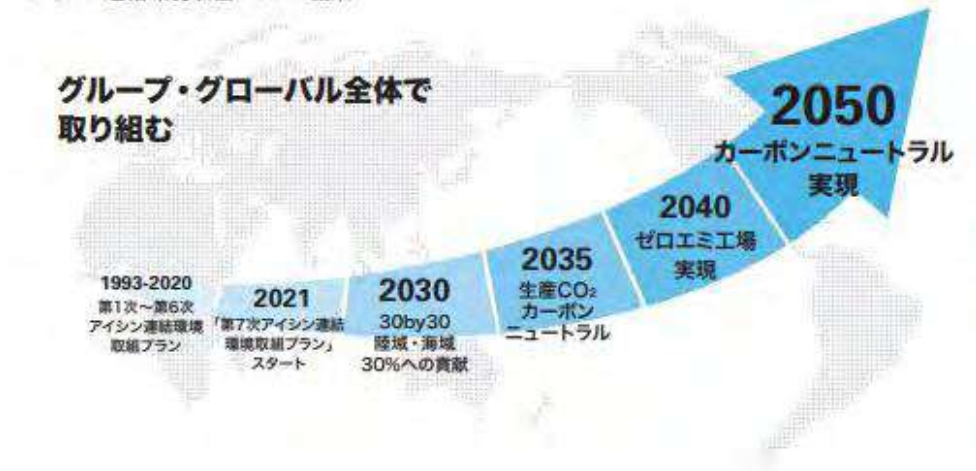 グループ・グローバル全体で
取り組む
1993-2020
第1次～第6次
アイシン連結環境
取組プラン
2021
「第7次アイシン連結
環境取組プラン」
スタート
2030
30by30
陸域・海域
30%への貢献
2035
生産CO₂
カーボン
ニュートラル
2040
ゼロエミ工場
実現
2050
カーボンニュートラル
実現